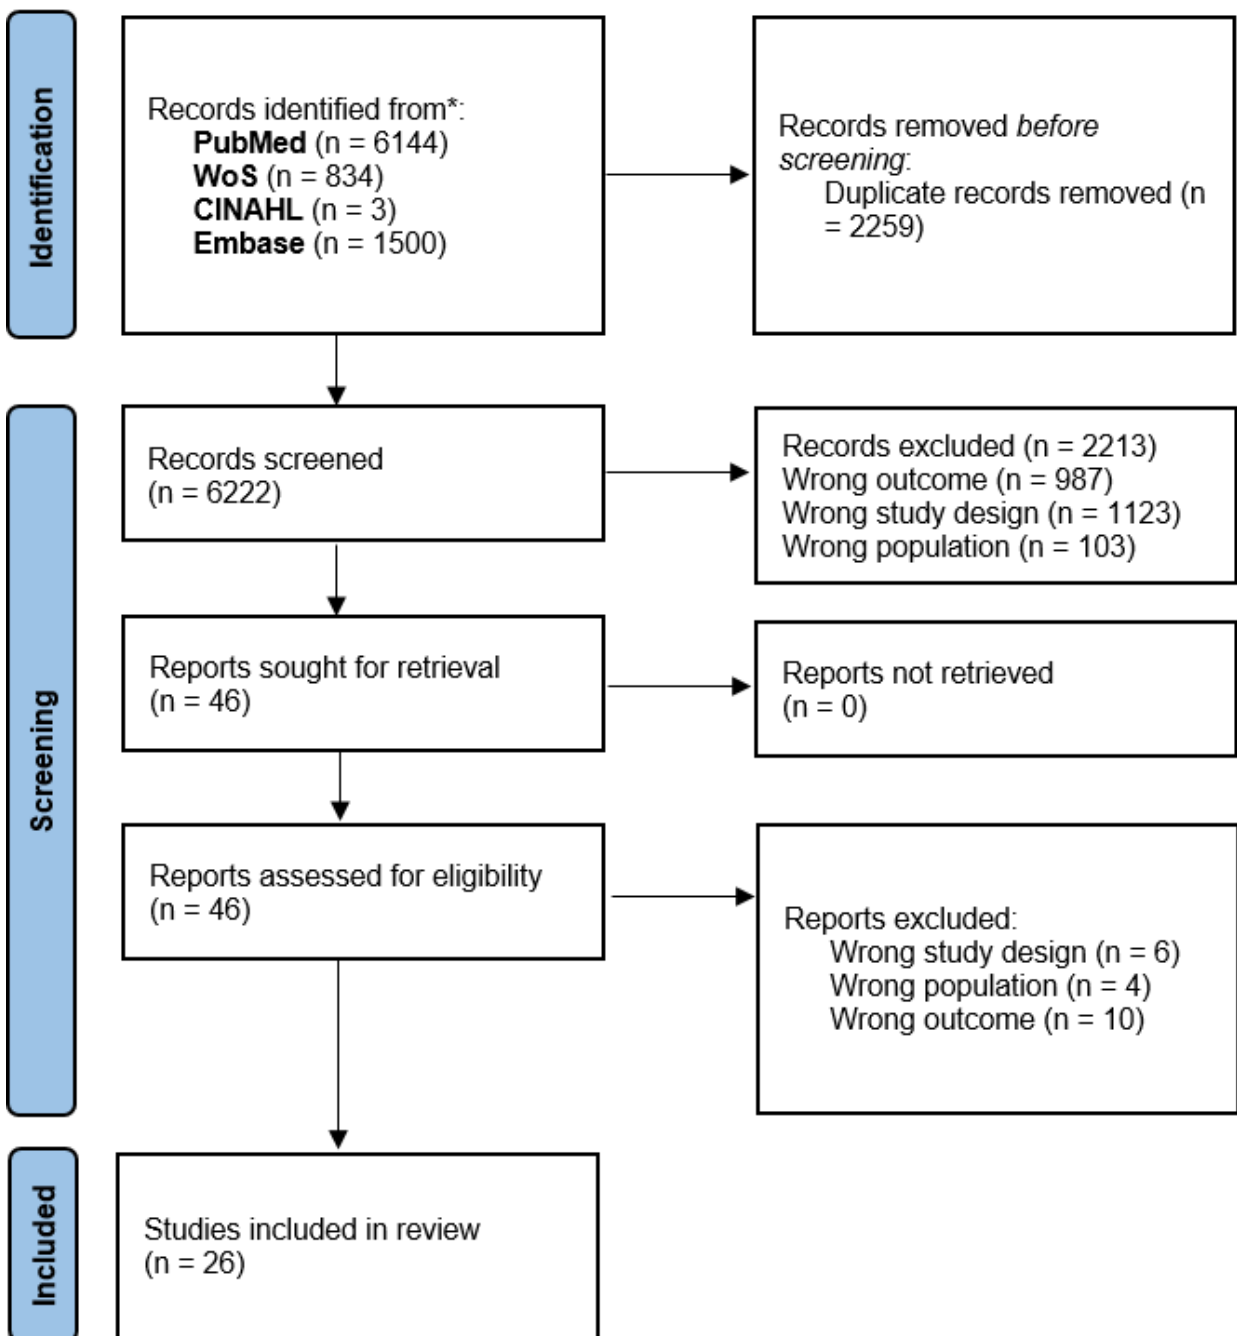 Identification
Records identified from*:
PubMed (n = 6144)
WoS (n = 834)
CINAHL (n = 3)
Embase (n = 1500)
Records removed before
screening:
Duplicate records removed (n
= 2259)
Screening
Records screened
(n = 6222)
Records excluded (n = 2213)
Wrong outcome (n = 987)
Wrong study design (n = 1123)
Wrong population (n = 103)
Reports sought for retrieval
(n = 46)
Reports not retrieved
(n = 0)
Reports assessed for eligibility
(n = 46)
Reports excluded:
Wrong study design (n = 6)
Wrong population (n = 4)
Wrong outcome (n = 10)
Included
Studies included in review
(n = 26)